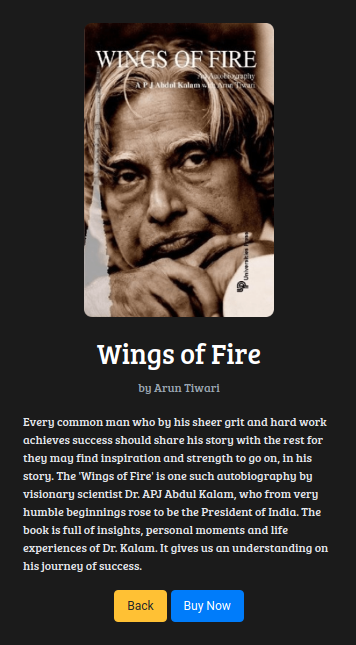 WINGS OF FIRE
An Autobiography
A P J Abdul Kalam with Arun Tiwari
Universities Press
Wings of Fire
by Arun Tiwari
Every common man who by his sheer grit and hard work
achieves success should share his story with the rest for
they may find inspiration and strength to go on, in his
story. The 'Wings of Fire' is one such autobiography by
visionary scientist Dr. APJ Abdul Kalam, who from very
humble beginnings rose to be the President of India. The
book is full of insights, personal moments and life
experiences of Dr. Kalam. It gives us an understanding on
his journey of success.
Back
Buy Now